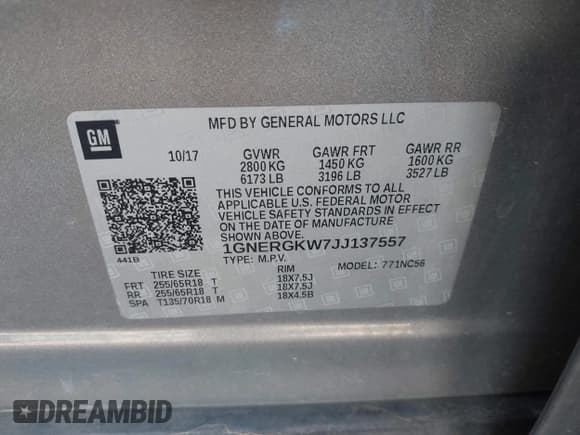 GM
MFD BY GENERAL MOTORS LLC
10/17 GVWR GAWR FRT GAWR RR
2800 KG 1450 KG 1600 KG
6173 LB 3196 LB 3527 LB
THIS VEHICLE CONFORMS TO ALL
APPLICABLE U.S. FEDERAL MOTOR
VEHICLE SAFETY STANDARDS IN EFFECT
ON THE DATE OF MANUFACTURE
SHOWN ABOVE.
1GNERGKW7JJ137557
441B
TYPE: M.P.V. MODEL: 771NC56
TIRE SIZE RIM
FRT 255/65R18 T 18X7.5J
RR 255/65R18 T 18X7.5J
SPA T135/70R18 M 18X4.5B
DREAMBID